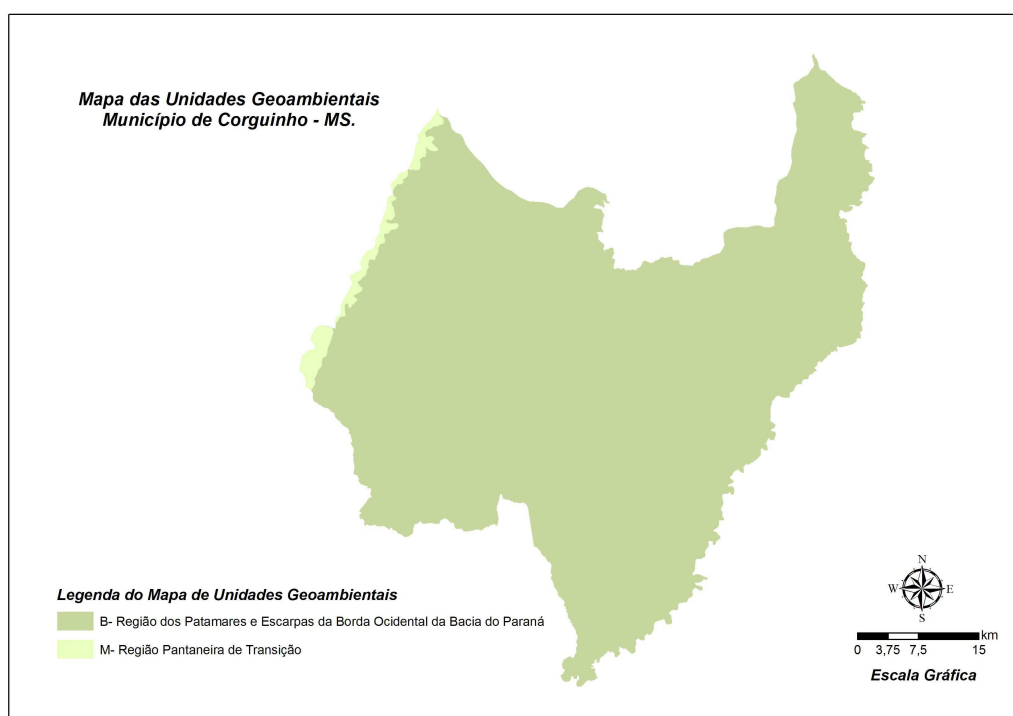 Mapa das Unidades Geoambientais
Município de Corguinho - MS.
Legenda do Mapa de Unidades Geoambientais
B- Região dos Patamares e Escarpas da Borda Ocidental da Bacia do Paraná
M- Região Pantaneira de Transição
N
W E
S
km
0 3,75 7,5 15
Escala Gráfica